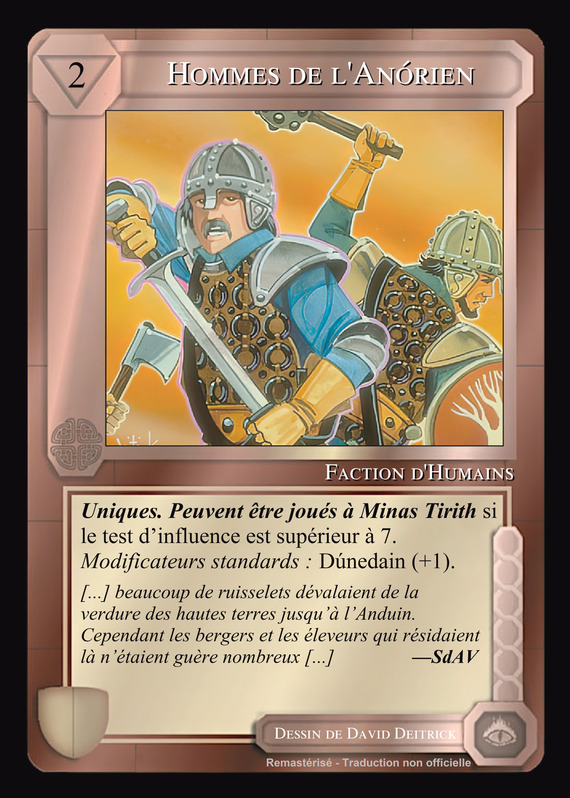 2
HOMMES DE L'ANÓRIEN
FACTION D'HUMAINS
Uniques. Peuvent être joués à Minas Tirith si
le test d’influence est supérieur à 7.
Modificateurs standards : Dúnedain (+1).
[...] beaucoup de ruisselets dévalaient de la
verdure des hautes terres jusqu’à l’Anduin.
Cependant les bergers et les éleveurs qui résidaient
là n’étaient guère nombreux [...] —SdAV
DESSIN DE DAVID DEITRICK
Remastérisé - Traduction non officielle